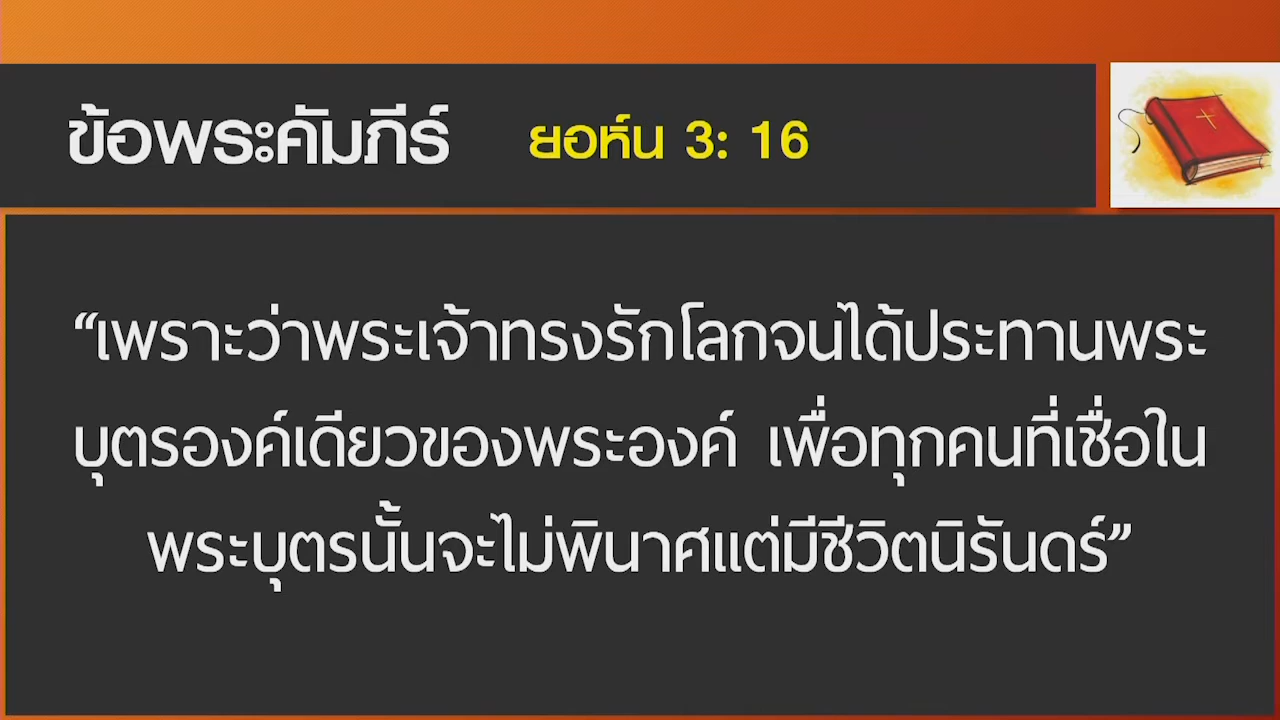 ข้อพระคัมภีร์ ยอห์น 3: 16
“เพราะว่าพระเจ้าทรงรักโลกจนได้ประทานพระ
บุตรองค์เดียวของพระองค์ เพื่อทุกคนที่เชื่อใน
พระบุตรนั้นจะไม่พินาศแต่มีชีวิตนิรันดร์”